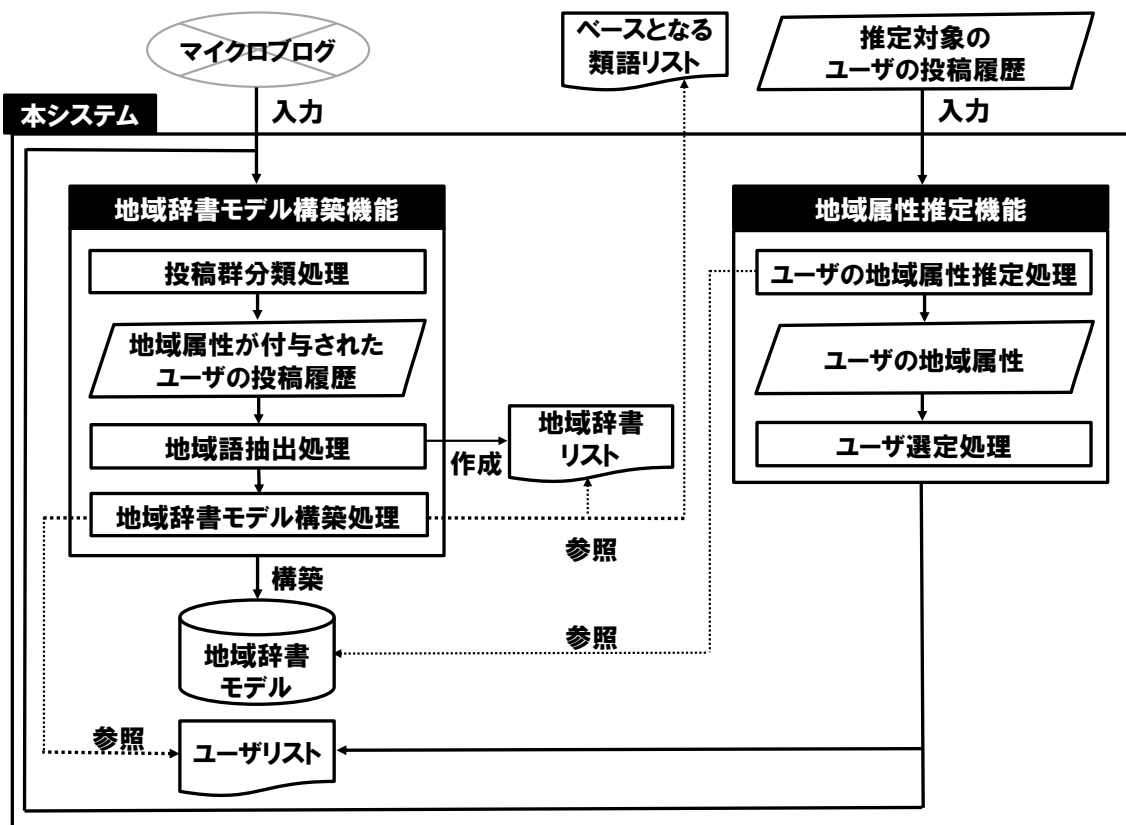 マイクロブログ
ベースとなる
類語リスト
推定対象の
ユーザの投稿履歴
本システム
入力
入力
地域辞書モデル構築機能
投稿群分類処理
地域属性が付与された
ユーザの投稿履歴
地域語抽出処理
作成
地域辞書
リスト
地域辞書モデル構築処理
参照
構築
地域辞書
モデル
参照
ユーザリスト
地域属性推定機能
ユーザの地域属性推定処理
ユーザの地域属性
ユーザ選定処理
参照